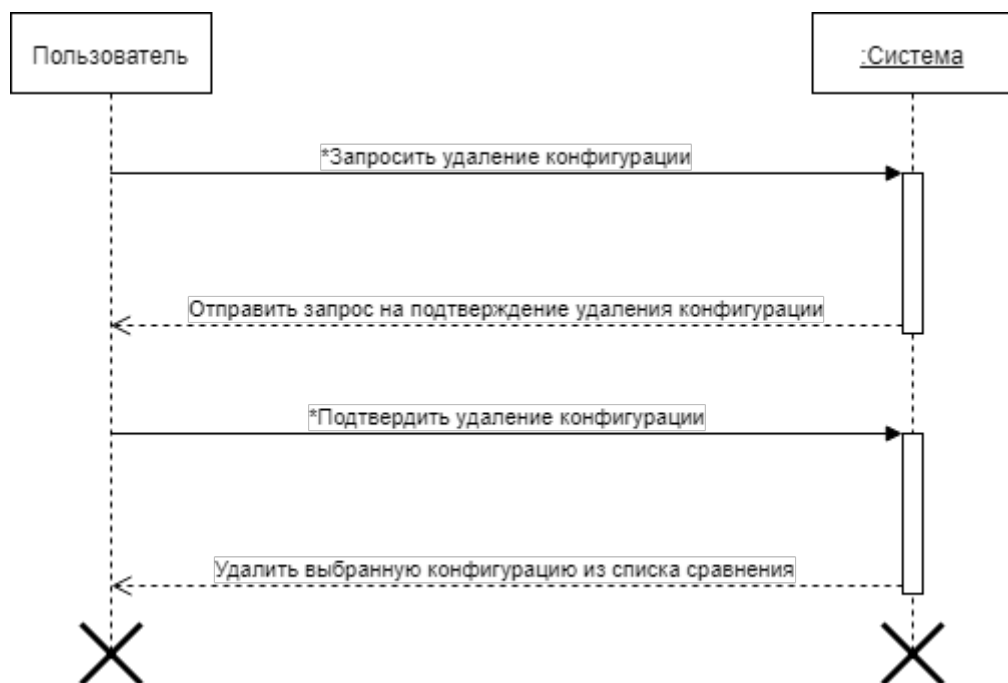 Пользователь
:Система
*Запросить удаление конфигурации
Отправить запрос на подтверждение удаления конфигурации
*Подтвердить удаление конфигурации
Удалить выбранную конфигурацию из списка сравнения